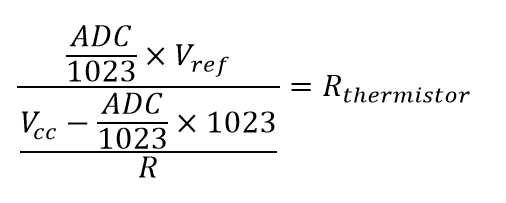 ADC
1023 × V_ref
V_cc − ADC
1023 × 1023
R
= R_thermistor